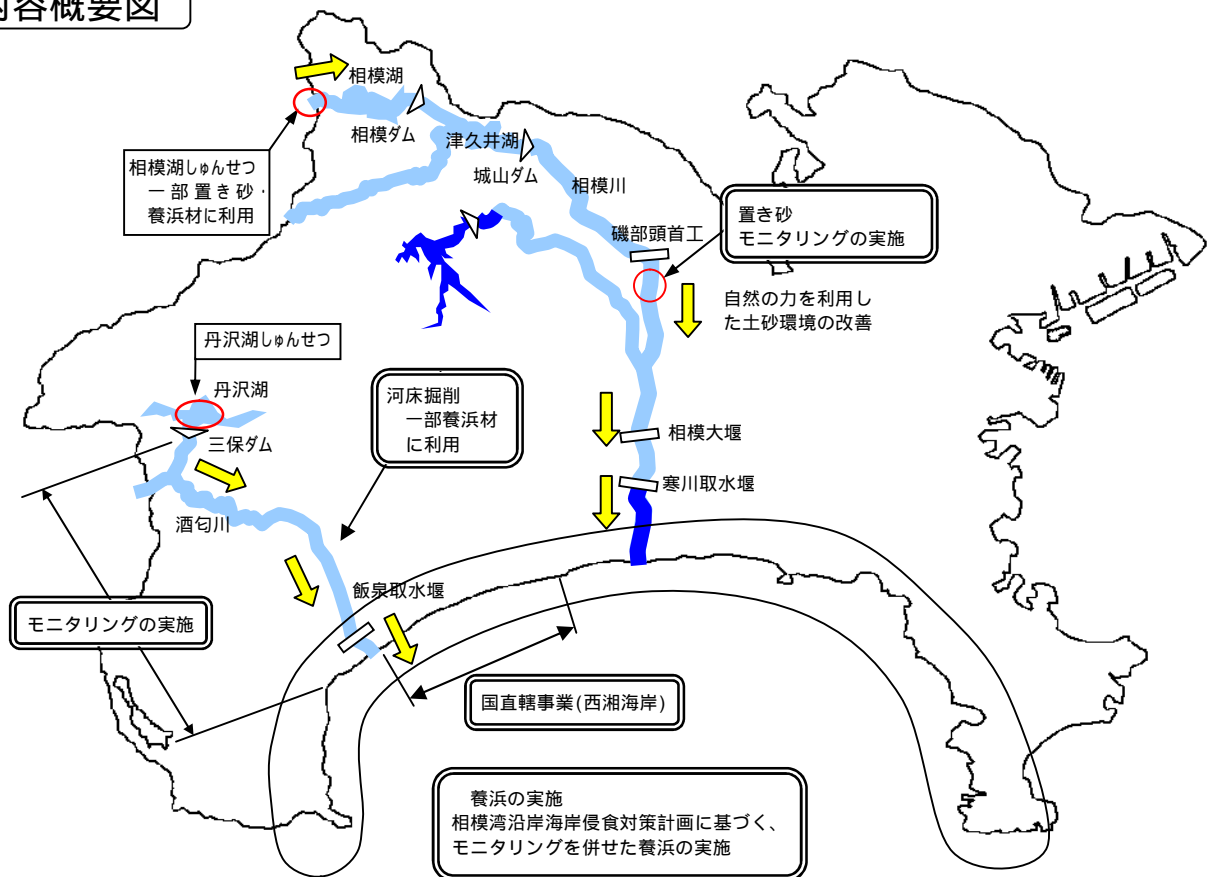 内容概要図
相模湖
相模ダム
津久井湖
城山ダム
相模川
相模湖しゅんせつ
一部置き砂・
養浜材に利用
磯部頭首工
置き砂
モニタリングの実施
自然の力を利用し
た土砂環境の改善
丹沢湖しゅんせつ
丹沢湖
三保ダム
河床掘削
一部養浜材
に利用
相模大堰
寒川取水堰
酒匂川
飯泉取水堰
モニタリングの実施
国直轄事業(西湘海岸)
養浜の実施
相模湾沿岸海岸侵食対策計画に基づく、
モニタリングを併せた養浜の実施